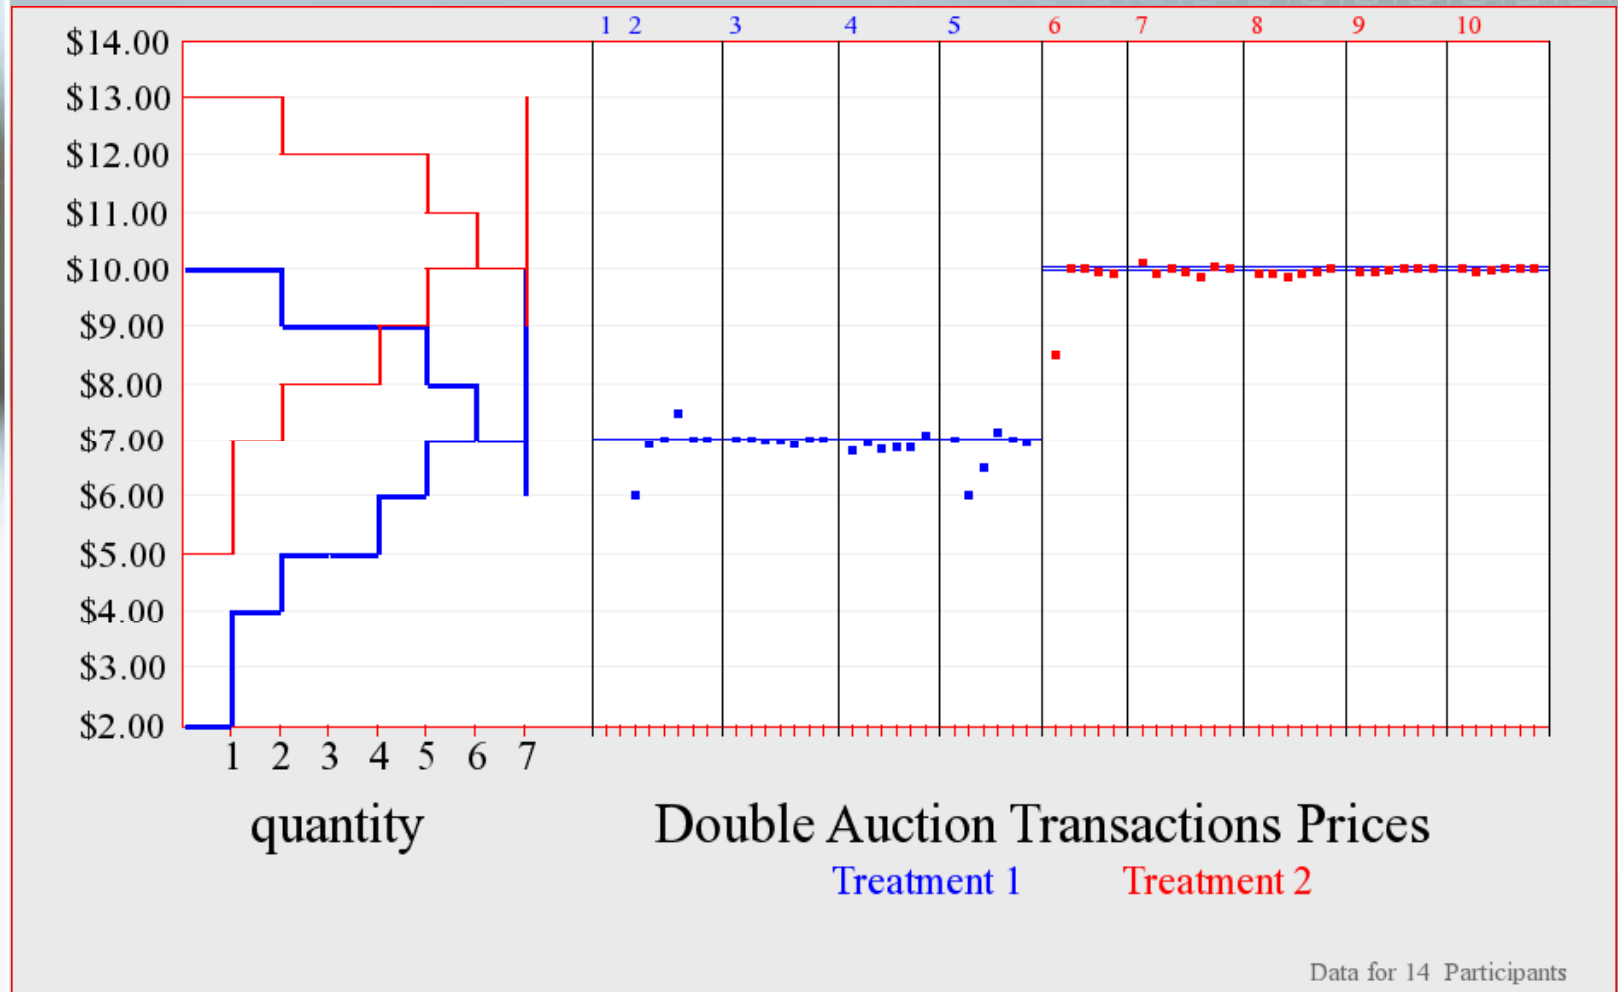 1 2 3 4 5 6 7 8 9 10
$14.00
$13.00
$12.00
$11.00
$10.00
$9.00
$8.00
$7.00
$6.00
$5.00
$4.00
$3.00
$2.00
1 2 3 4 5 6 7
quantity
Double Auction Transactions Prices
Treatment 1 Treatment 2
Data for 14 Participants